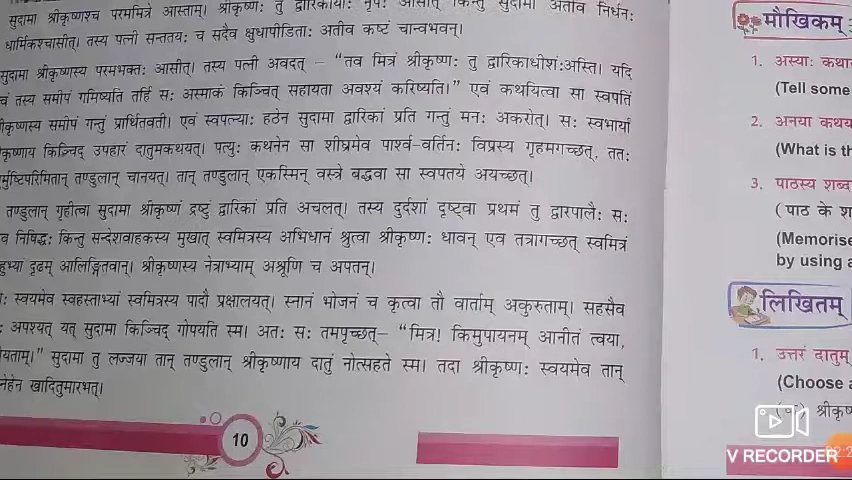 सुदामा श्रीकृष्णश्च परममित्रे आस्ताम्। श्रीकृष्णः तु द्वारिकायाः नृपः आसीत् किन्तु सुदामा अतीव निर्धनः
धार्मिकश्चासीत्। तस्य पत्नी सन्ततयः च सदैव क्षुधापीडिताः अतीव कष्टं चान्वभवन्।
सुदामा श्रीकृष्णस्य परमभक्तः आसीत्। तस्य पत्नी अवदत् – “तव मित्रं श्रीकृष्णः तु द्वारिकाधीशःअस्ति। यदि
तस्य समीपं गमिष्यति तर्हि सः अस्माकं किञ्चित् सहायता अवश्यं करिष्यति।” एवं कथयित्वा सा स्वपतिं
समीपं गन्तुं प्रार्थितवती। एवं स्वपत्न्याः हठेन सुदामा द्वारिकां प्रति गन्तुं मनः अकरोत्। सः स्वभार्यां
किञ्चिद् उपहारं दातुमकथयत्। पत्युः कथनेन सा शीघ्रमेव पार्श्व-वर्तिनः विप्रस्य गृहमगच्छत्, ततः
तण्डुलान् चानयत्। तान् तण्डुलान् एकस्मिन् वस्त्रे बद्धवा सा स्वपतये अयच्छत्।
तण्डुलान् गृहीत्वा सुदामा श्रीकृष्णं द्रष्टुं द्वारिकां प्रति अचलत्। तस्य दुर्दशां दृष्ट्वा प्रथमं तु द्वारपालैः सः
निषिद्धः किन्तु सन्देशवाहकस्य मुखात् स्वमित्रस्य अभिधानं श्रुत्वा श्रीकृष्णः धावन् एव तत्रागच्छत् स्वमित्रं
दृढम् आलिङ्गितवान्। श्रीकृष्णस्य नेत्राभ्याम् अश्रूणि च अपतन्।
स्वयमेव स्वहस्ताभ्यां स्वमित्रस्य पादौ प्रक्षालयत्। स्नानं भोजनं च कृत्वा तौ वार्ताम् अकुरुताम्। सहसैव
अपश्यत् यत् सुदामा किञ्चिद् गोपयति स्म। अतः सः तमपृच्छत्– “मित्र! किमुपायनम् आनीतं त्वया,
सुदामा तु लज्जया तान् तण्डुलान् श्रीकृष्णाय दातुं नोत्सहते स्म। तदा श्रीकृष्णः स्वयमेव तान्
खादितुमारभत्।
10
मौखिकम्
1. अस्याः
(Tell some
2. अनया
(What is
3. पाठस्य शब्द
( पाठ के
(Memorise
by using
लिखितम्
1. उत्तरं दातुम्
(Choose
V RECORDER